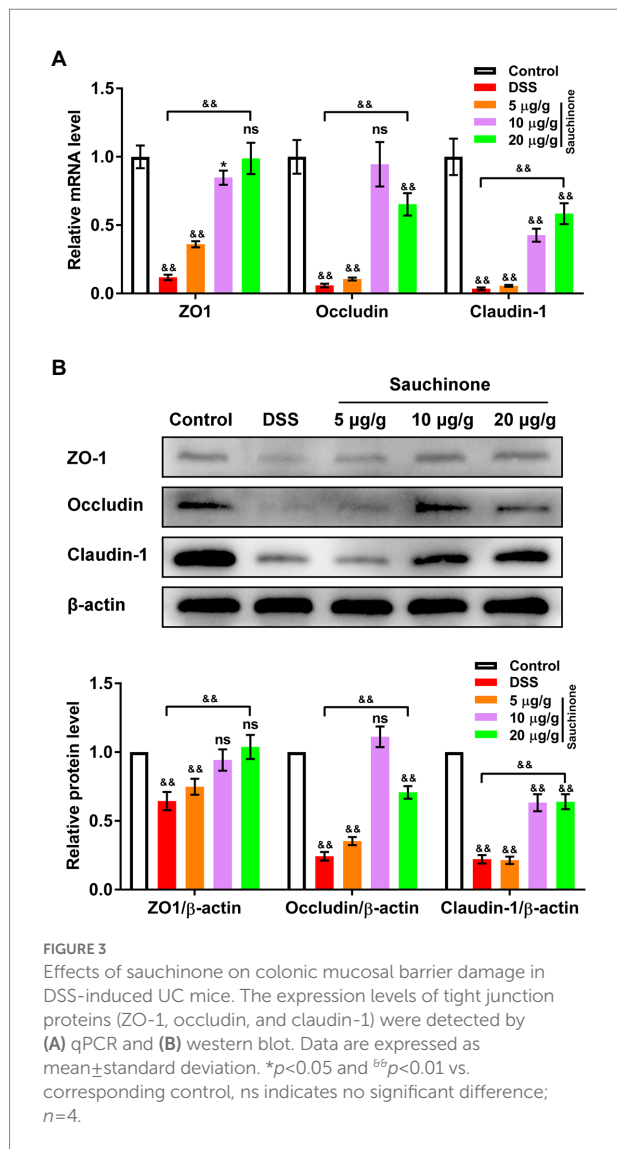 A
Control
DSS
5 μg/g
10 μg/g
20 μg/g
Sauchinone
Relative mRNA level
1.5
1.0
0.5
0.0
&&
&&
&&
*
ns
&&
&&
&&
ns
&&
&&
&&
&&
&&
&&
ZO1
Occludin
Claudin-1
B
Sauchinone
Control DSS 5 μg/g 10 μg/g 20 μg/g
ZO-1
Occludin
Claudin-1
β-actin
Control
DSS
5 μg/g
10 μg/g
20 μg/g
Sauchinone
Relative protein level
1.5
1.0
0.5
0.0
&&
&&
&&
ns
ns
&&
&&
&&
ns
&&
&&
&&
&&
&&
&&
ZO1/β-actin
Occludin/β-actin
Claudin-1/β-actin
FIGURE 3
Effects of sauchinone on colonic mucosal barrier damage in
DSS-induced UC mice. The expression levels of tight junction
proteins (ZO-1, occludin, and claudin-1) were detected by
(A) qPCR and (B) western blot. Data are expressed as
mean±standard deviation. *p<0.05 and &&p<0.01 vs.
corresponding control, ns indicates no significant difference;
n=4.